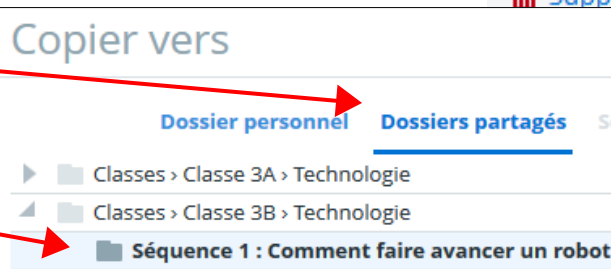 Copier vers
Dossier personnel Dossiers partagés
Classes › Classe 3A › Technologie
Classes › Classe 3B › Technologie
Séquence 1 : Comment faire avancer un robot